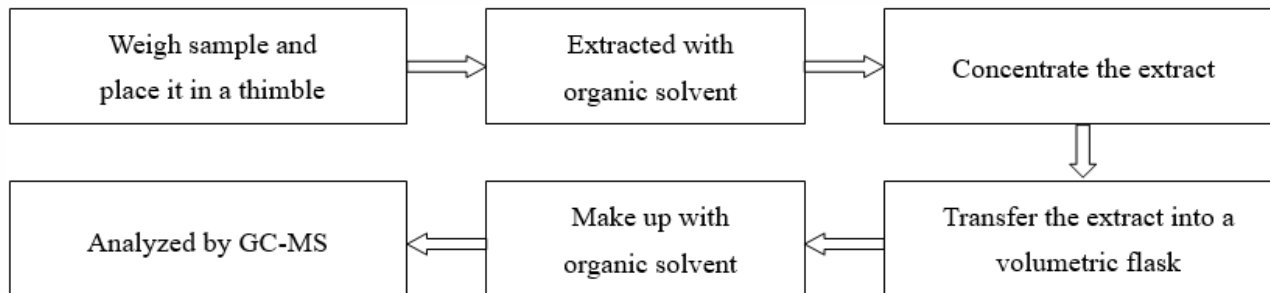 Weigh sample and
place it in a thimble
Extracted with
organic solvent
Concentrate the extract
Transfer the extract into a
volumetric flask
Make up with
organic solvent
Analyzed by GC-MS